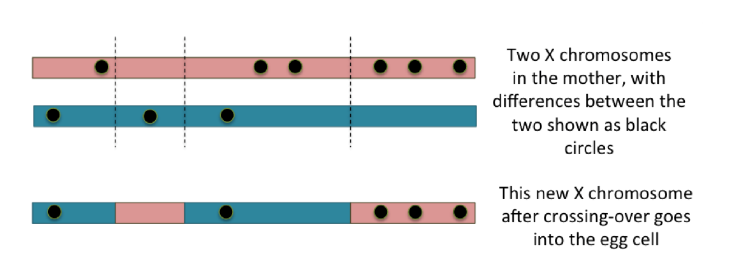 Two X chromosomes
in the mother, with
differences between the
two shown as black
circles
This new X chromosome
after crossing-over goes
into the egg cell